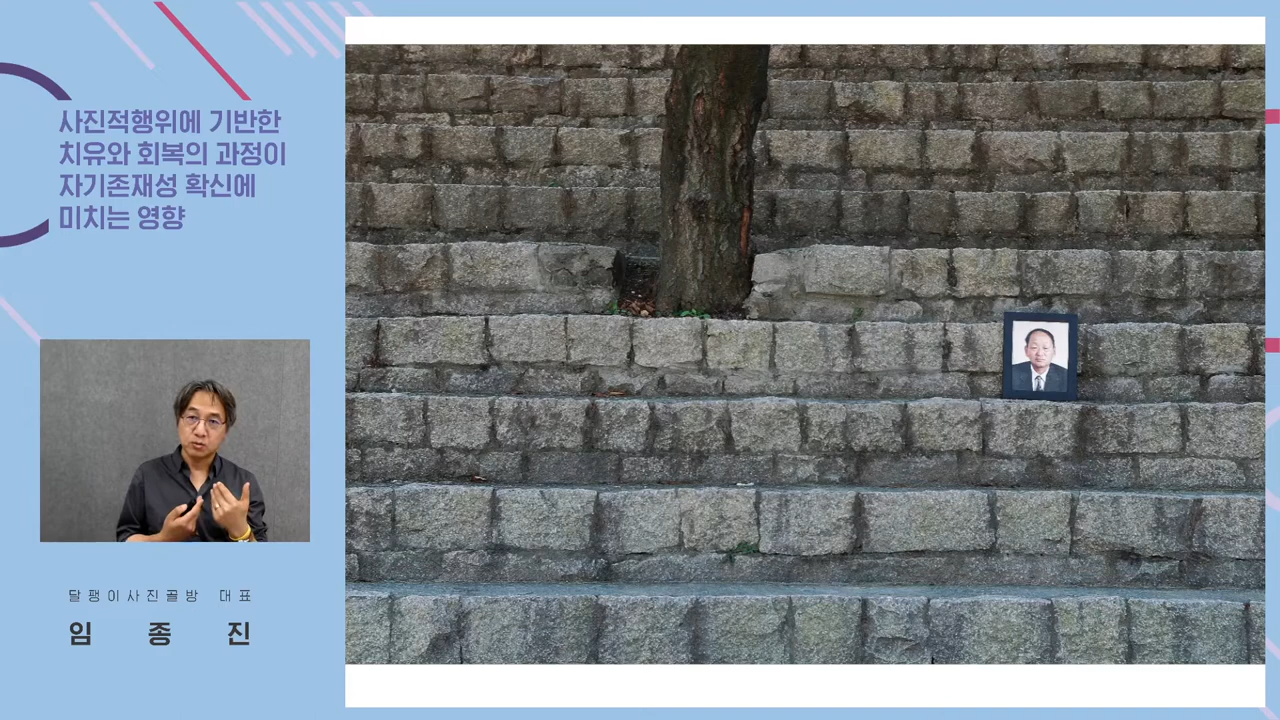 사진적행위에 기반한
치유와 회복의 과정이
자기존재성 확신에
미치는 영향
달팽이사진골방 대표
임종진